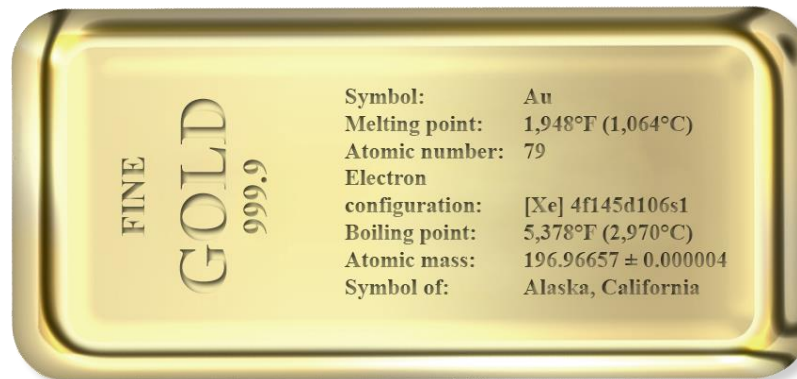 FINE
GOLD
999.9
Symbol: Au
Melting point: 1,948°F (1,064°C)
Atomic number: 79
Electron
configuration: [Xe] 4f145d106s1
Boiling point: 5,378°F (2,970°C)
Atomic mass: 196.96657 ± 0.000004
Symbol of: Alaska, California